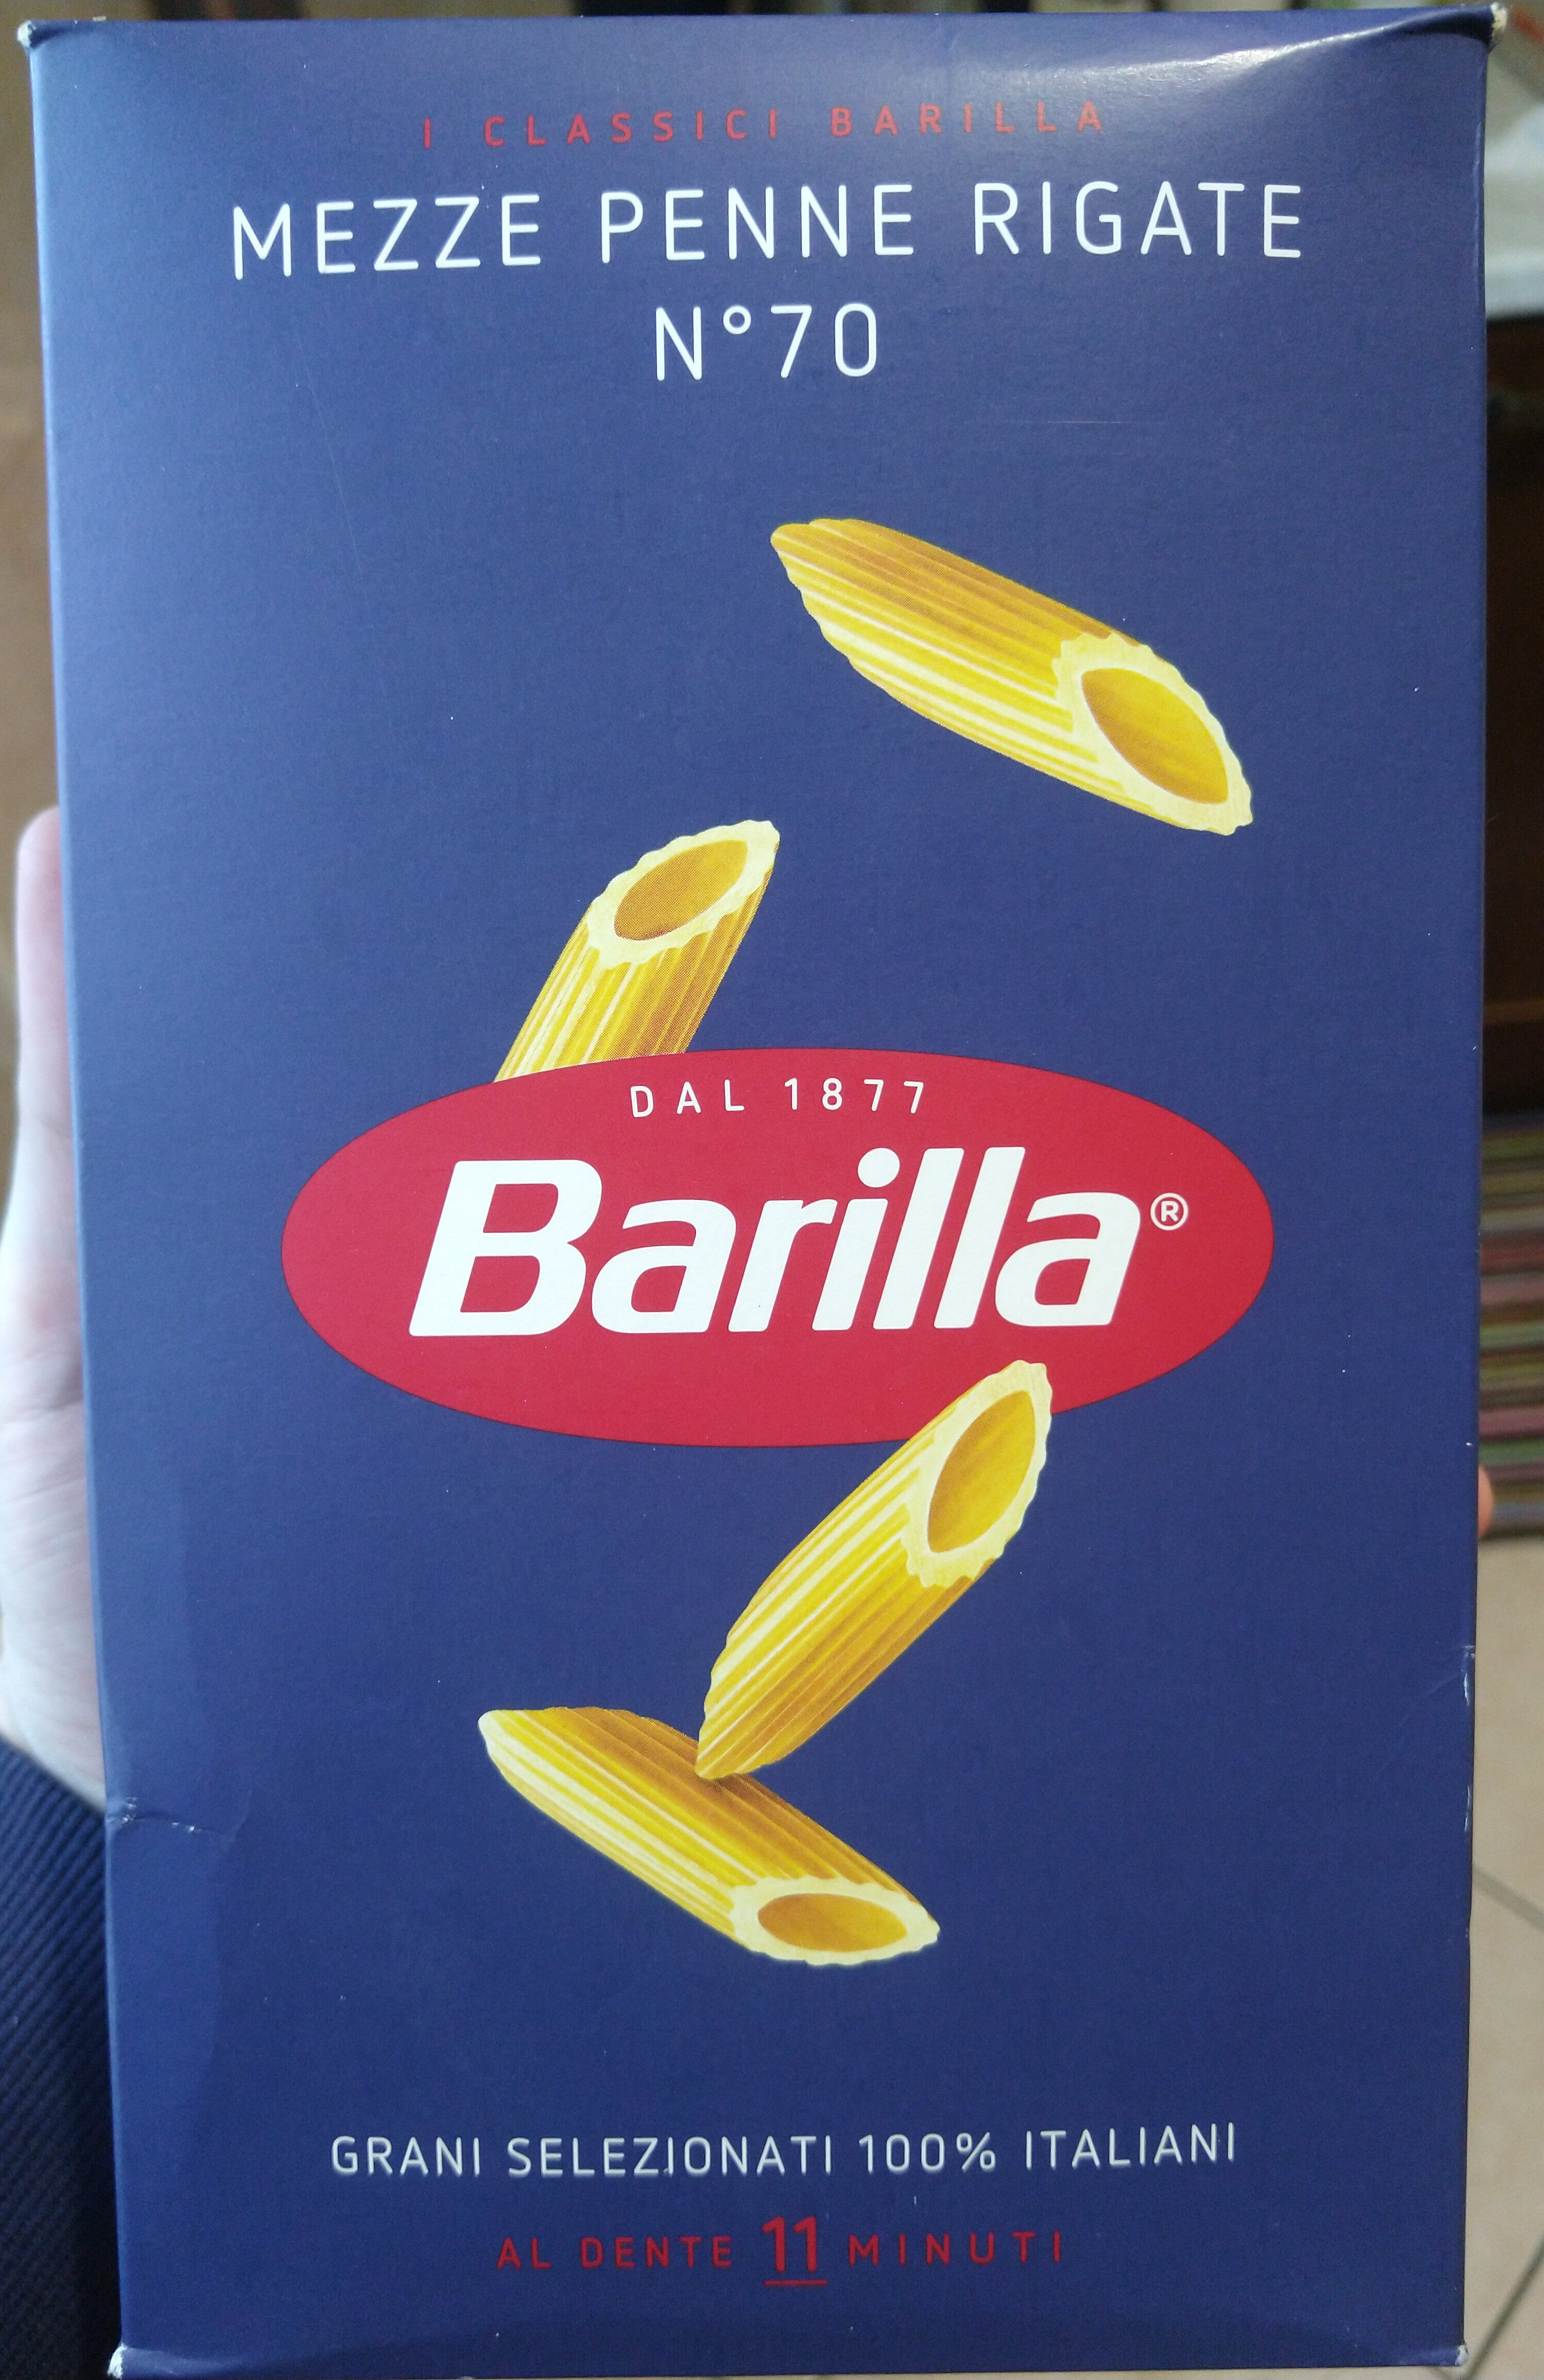 I CLASSICI BARILLA
MEZZE PENNE RIGATE
N°70
DAL 1877
Barilla®
GRANI SELEZIONATI 100% ITALIANI
AL DENTE 11 MINUTI